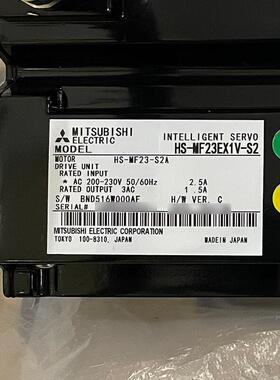 MITSUBISHI ELECTRIC
INTELLIGENT SERVO
MODEL HS-MF23EX1V-S2
MOTOR HS-MF23-S2A
DRIVE UNIT
RATED INPUT
* AC 200-230V 50/60Hz 2.5A
RATED OUTPUT 3AC 1.5A
S/W BND516W000AF H/W VER. C
SERIAL#
MITSUBISHI ELECTRIC CORPORATION
TOKYO 100-8310, JAPAN MADE IN JAPAN